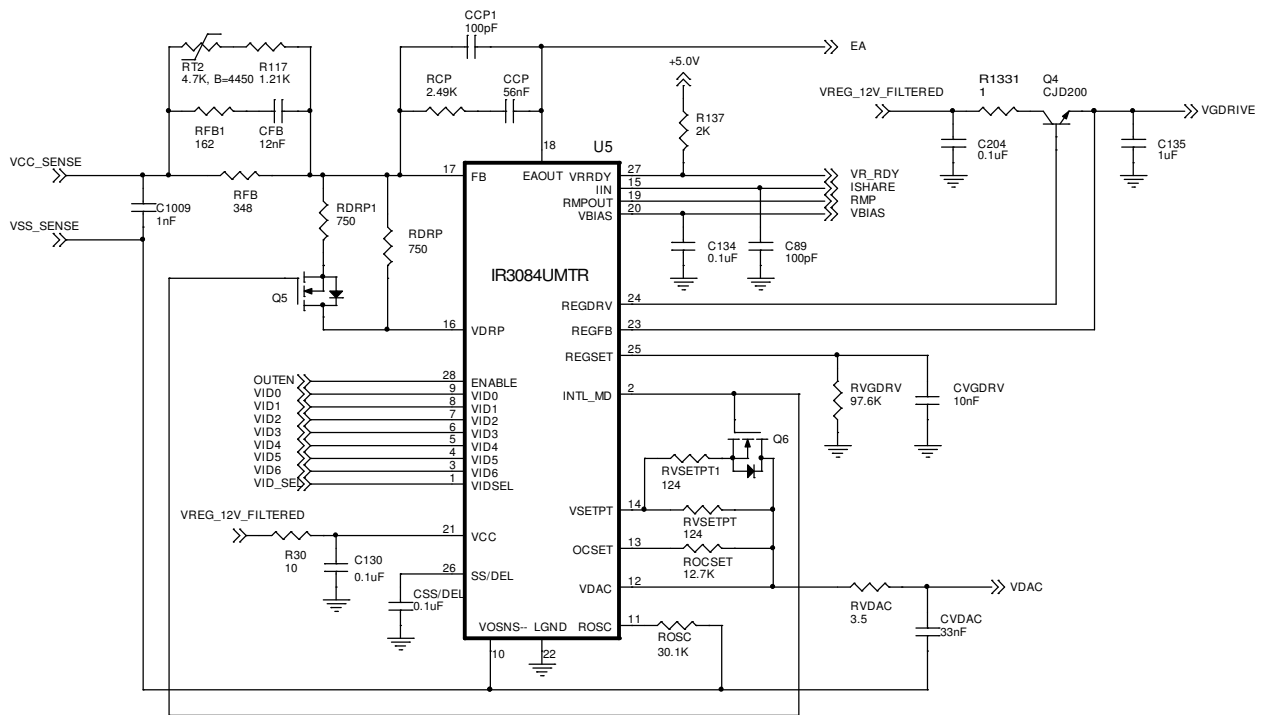 CCP1
100pF
EA
RT2
4.7K, B=4450
R117
1.21K
RCP
2.49K
CCP
56nF
+5.0V
R137
2K
VREG_12V_FILTERED
R1331
1
Q4
CJD200
VGDRIVE
RFB1
162
CFB
12nF
C204
0.1uF
C135
1uF
VCC_SENSE
RFB
348
18
U5
17
FB
EAOUT
VRRDY
27
VR_RDY
IIN
15
ISHARE
RMPOUT
19
RMP
VBIAS
20
VBIAS
C1009
1nF
VSS_SENSE
RDRP1
750
RDRP
750
C134
0.1uF
C89
100pF
IR3084UMTR
Q5
REGDRV
24
16
VDRP
REGFB
23
REGSET
25
OUTEN
28
ENABLE
VID0
9
VID0
VID1
8
VID1
VID2
7
VID2
VID3
6
VID3
VID4
5
VID4
VID5
4
VID5
VID6
3
VID6
VID_SEL
1
VIDSEL
INTL_MD
2
RVGDRV
97.6K
CVGDRV
10nF
Q6
RVSETPT1
124
VSETPT
14
RVSETPT
124
VREG_12V_FILTERED
R30
10
21
VCC
C130
0.1uF
OCSET
13
ROCSET
12.7K
26
SS/DEL
CSS/DEL
0.1uF
VDAC
12
RVDAC
3.5
VDAC
CVDAC
33nF
VOSNS--
LGND
ROSC
11
ROSC
30.1K
10
22